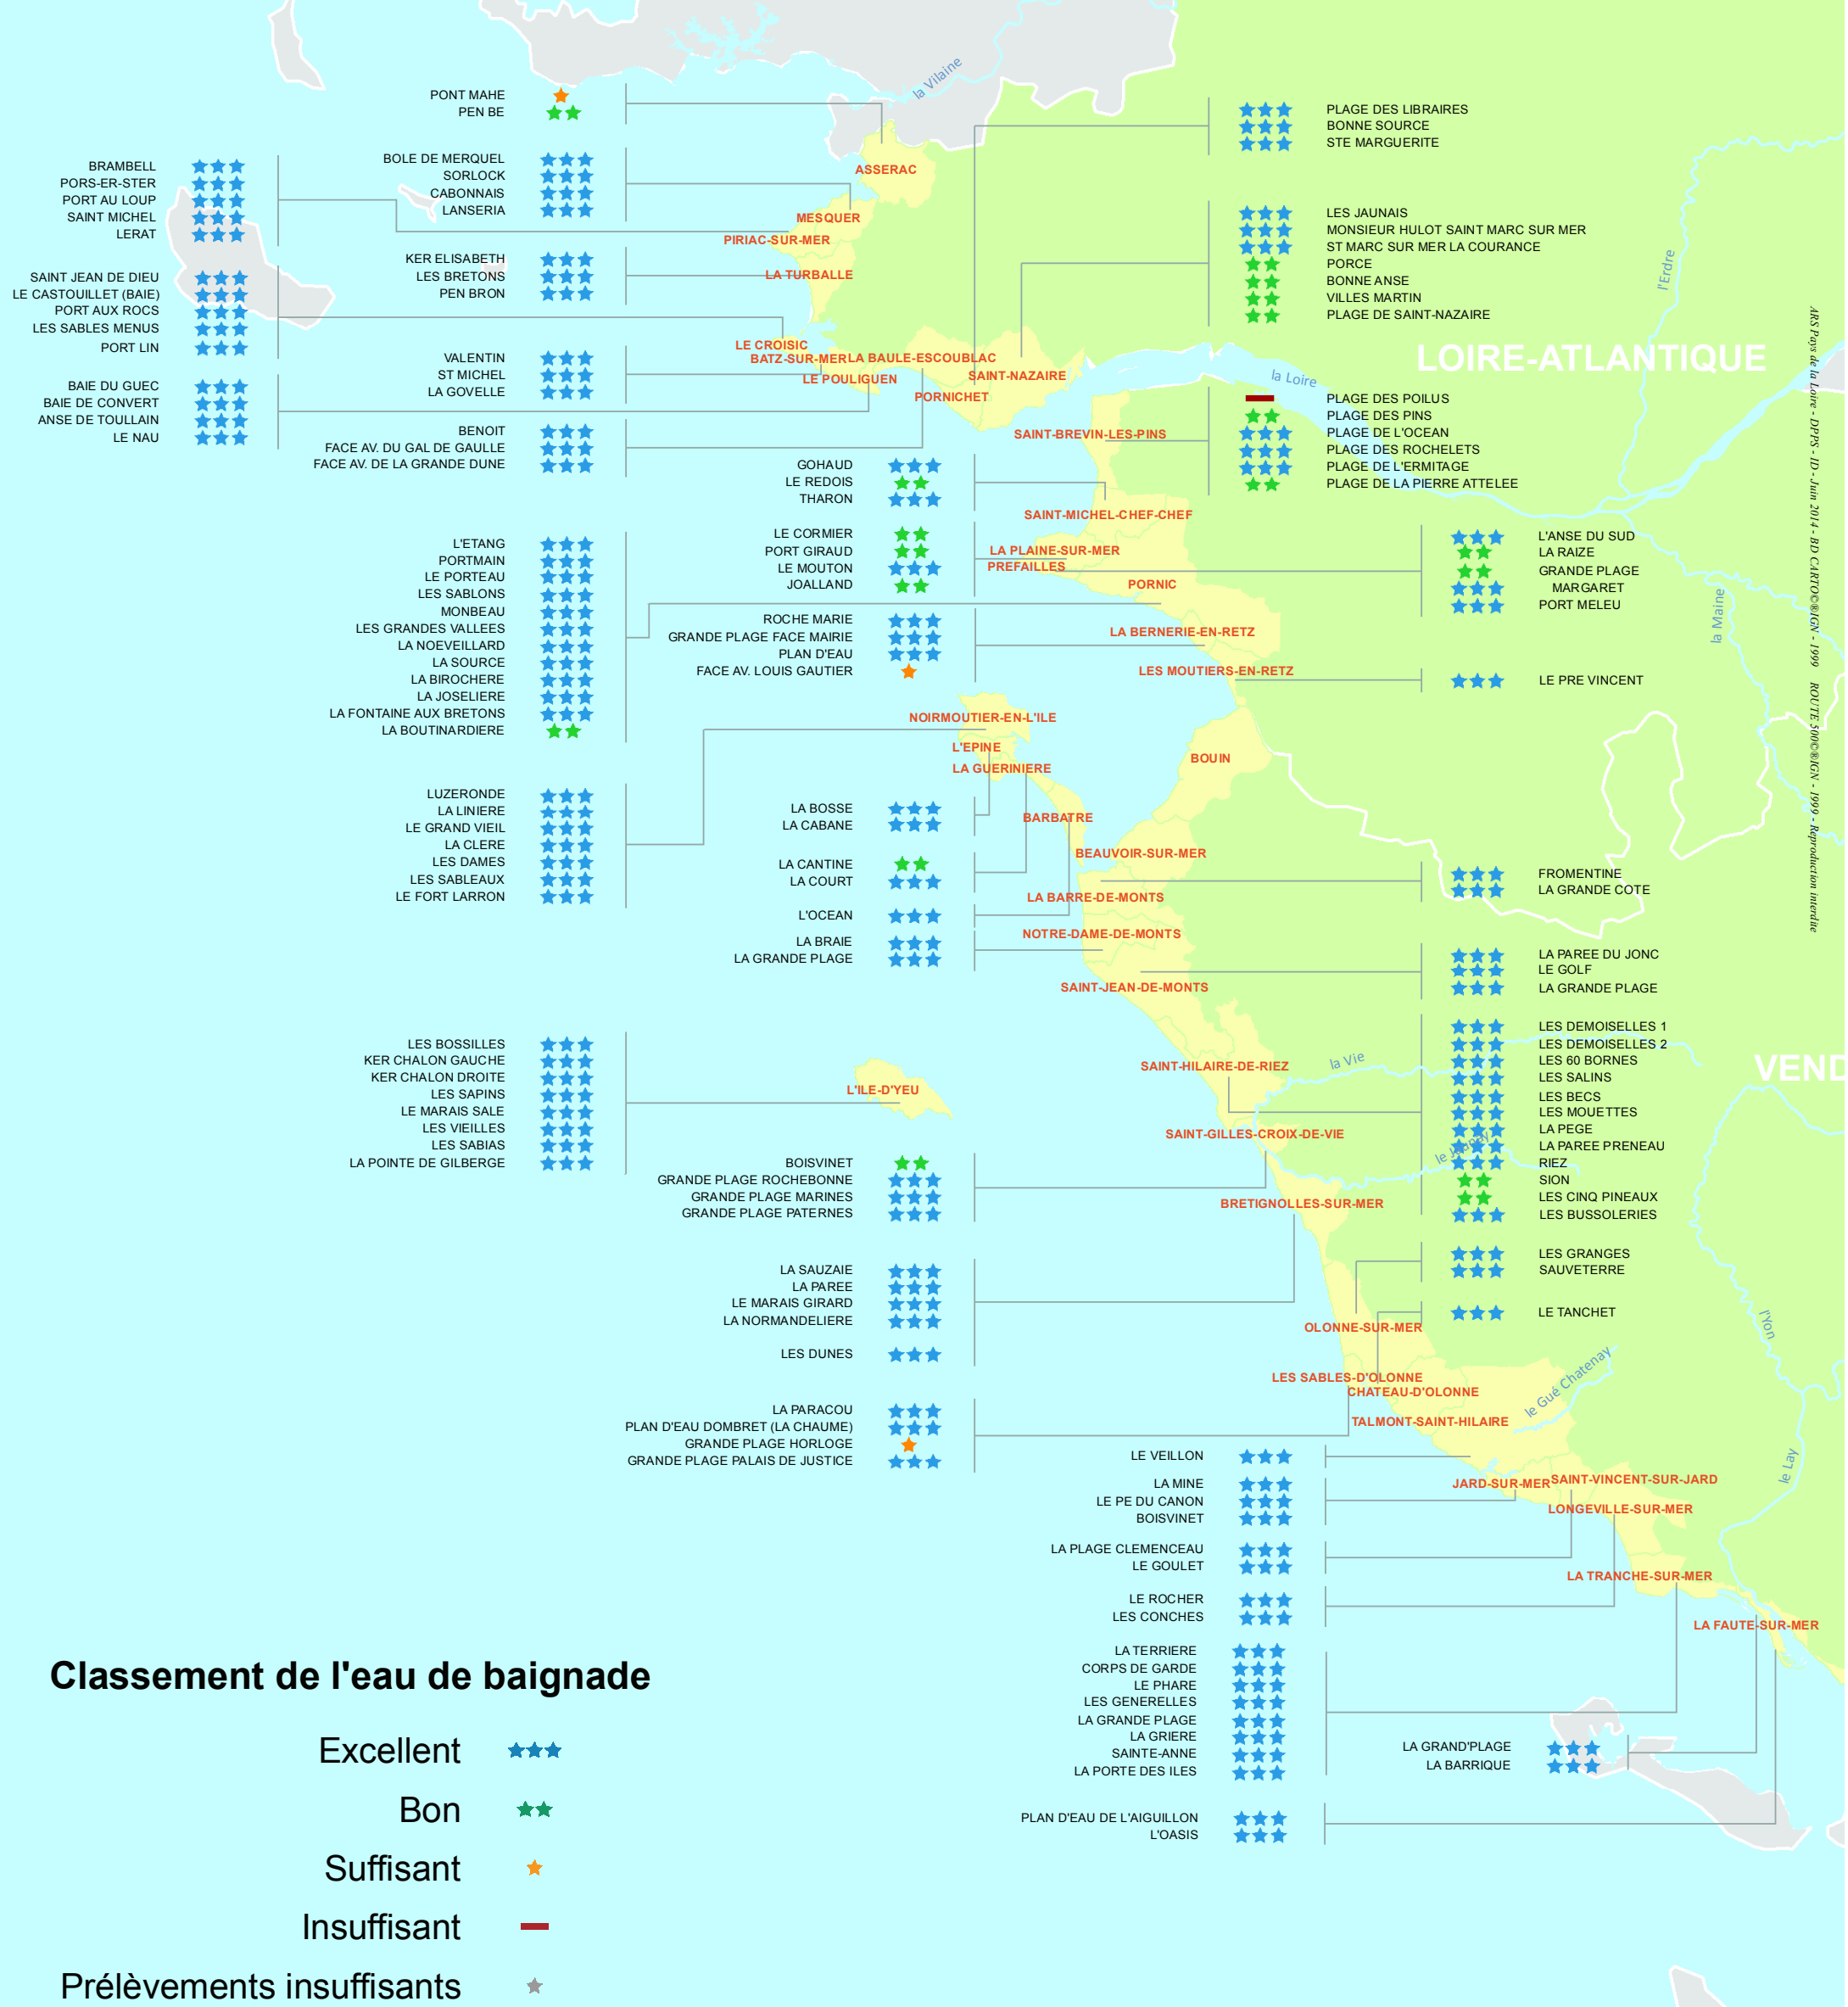 la Vilaine
PONT MAHE
PEN BE
PLAGE DES LIBRAIRES
BONNE SOURCE
STE MARGUERITE
BRAMBELL
PORS-ER-STER
PORT AU LOUP
SAINT MICHEL
LERAT
BOLE DE MERQUEL
SORLOCK
CABONNAIS
LANSERIA
ASSERAC
MESQUER
PIRIAC-SUR-MER
LA TURBALLE
LES JAUNAIS
MONSIEUR HULOT SAINT MARC SUR MER
ST MARC SUR MER LA COURANCE
PORCE
BONNE ANSE
VILLES MARTIN
PLAGE DE SAINT-NAZAIRE
l'Erdre
KER ELISABETH
LES BRETONS
PEN BRON
SAINT JEAN DE DIEU
LE CASTOUILLET (BAIE)
PORT AUX ROCS
LES SABLES MENUS
PORT LIN
LE CROISIC
BATZ-SUR-MER
LA BAULE-ESCOUBLAC
LE POULIGUEN
SAINT-NAZAIRE
PORNICHET
LOIRE-ATLANTIQUE
la Loire
VALENTIN
ST MICHEL
LA GOVELLE
BAIE DU GUEC
BAIE DE CONVERT
ANSE DE TOULLAIN
LE NAU
BENOIT
FACE AV. DU GAL DE GAULLE
FACE AV. DE LA GRANDE DUNE
PLAGE DES POILUS
PLAGE DES PINS
PLAGE DE L'OCEAN
PLAGE DES ROCHELETS
PLAGE DE L'ERMITAGE
PLAGE DE LA PIERRE ATTELEE
SAINT-BREVIN-LES-PINS
GOHAUD
LE REDOIS
THARON
SAINT-MICHEL-CHEF-CHEF
LE CORMIER
PORT GIRAUD
LE MOUTON
JOALLAND
LA PLAINE-SUR-MER
PREFAILLES
PORNIC
L'ANSE DU SUD
LA RAIZE
GRANDE PLAGE
MARGARET
PORT MELEU
la Maine
ARS Pays de la Loire - DPPS - ID - Juin 2014 - BD CARTO©®IGN - 1999 ROUTE 500©®IGN - 1999 - Reproduction interdite
L'ETANG
PORTMAIN
LE PORTEAU
LES SABLONS
MONBEAU
LES GRANDES VALLEES
LA NOEVEILLARD
LA SOURCE
LA BIROCHERE
LA JOSELIERE
LA FONTAINE AUX BRETONS
LA BOUTINARDIERE
ROCHE MARIE
GRANDE PLAGE FACE MAIRIE
PLAN D'EAU
FACE AV. LOUIS GAUTIER
LA BERNERIE-EN-RETZ
LES MOUTIERS-EN-RETZ
LE PRE VINCENT
NOIRMOUTIER-EN-L'ILE
L'EPINE
LA GUERINIERE
BOUIN
BARBATRE
BEAUVOIR-SUR-MER
LUZERONDE
LA LINIERE
LE GRAND VIEIL
LA CLERE
LES DAMES
LES SABLEAUX
LE FORT LARRON
LA BOSSE
LA CABANE
LA CANTINE
LA COURT
L'OCEAN
LA BRAIE
LA GRANDE PLAGE
FROMENTINE
LA GRANDE COTE
LA BARRE-DE-MONTS
NOTRE-DAME-DE-MONTS
SAINT-JEAN-DE-MONTS
LA PAREE DU JONC
LE GOLF
LA GRANDE PLAGE
LES BOSSILLES
KER CHALON GAUCHE
KER CHALON DROITE
LES SAPINS
LE MARAIS SALE
LES VIEILLES
LES SABIAS
LA POINTE DE GILBERGE
L'ILE-D'YEU
SAINT-HILAIRE-DE-RIEZ
la Vie
VEND
LES DEMOISELLES 1
LES DEMOISELLES 2
LES 60 BORNES
LES SALINS
LES BECS
LES MOUETTES
LA PEGE
LA PAREE PRENEAU
RIEZ
SION
LES CINQ PINEAUX
LES BUSSOLERIES
SAINT-GILLES-CROIX-DE-VIE
le Jaunay
BOISVINET
GRANDE PLAGE ROCHEBONNE
GRANDE PLAGE MARINES
GRANDE PLAGE PATERNES
BRETIGNOLLES-SUR-MER
LES GRANGES
SAUVETERRE
LA SAUZAIE
LA PAREE
LE MARAIS GIRARD
LA NORMANDELIERE
LES DUNES
LE TANCHET
OLONNE-SUR-MER
l'Yon
LES SABLES-D'OLONNE
CHATEAU-D'OLONNE
le Gué Chatenay
TALMONT-SAINT-HILAIRE
LA PARACOU
PLAN D'EAU DOMBRET (LA CHAUME)
GRANDE PLAGE HORLOGE
GRANDE PLAGE PALAIS DE JUSTICE
LE VEILLON
le Lay
LA MINE
LE PE DU CANON
BOISVINET
JARD-SUR-MER
SAINT-VINCENT-SUR-JARD
LONGEVILLE-SUR-MER
LA PLAGE CLEMENCEAU
LE GOULET
LA TRANCHE-SUR-MER
LE ROCHER
LES CONCHES
LA FAUTE-SUR-MER
LA TERRIERE
CORPS DE GARDE
LE PHARE
LES GENERELLES
LA GRANDE PLAGE
LA GRIERE
SAINTE-ANNE
LA PORTE DES ILES
LA GRAND'PLAGE
LA BARRIQUE
PLAN D'EAU DE L'AIGUILLON
L'OASIS
Classement de l'eau de baignade
Excellent
Bon
Suffisant
Insuffisant
Prélèvements insuffisants